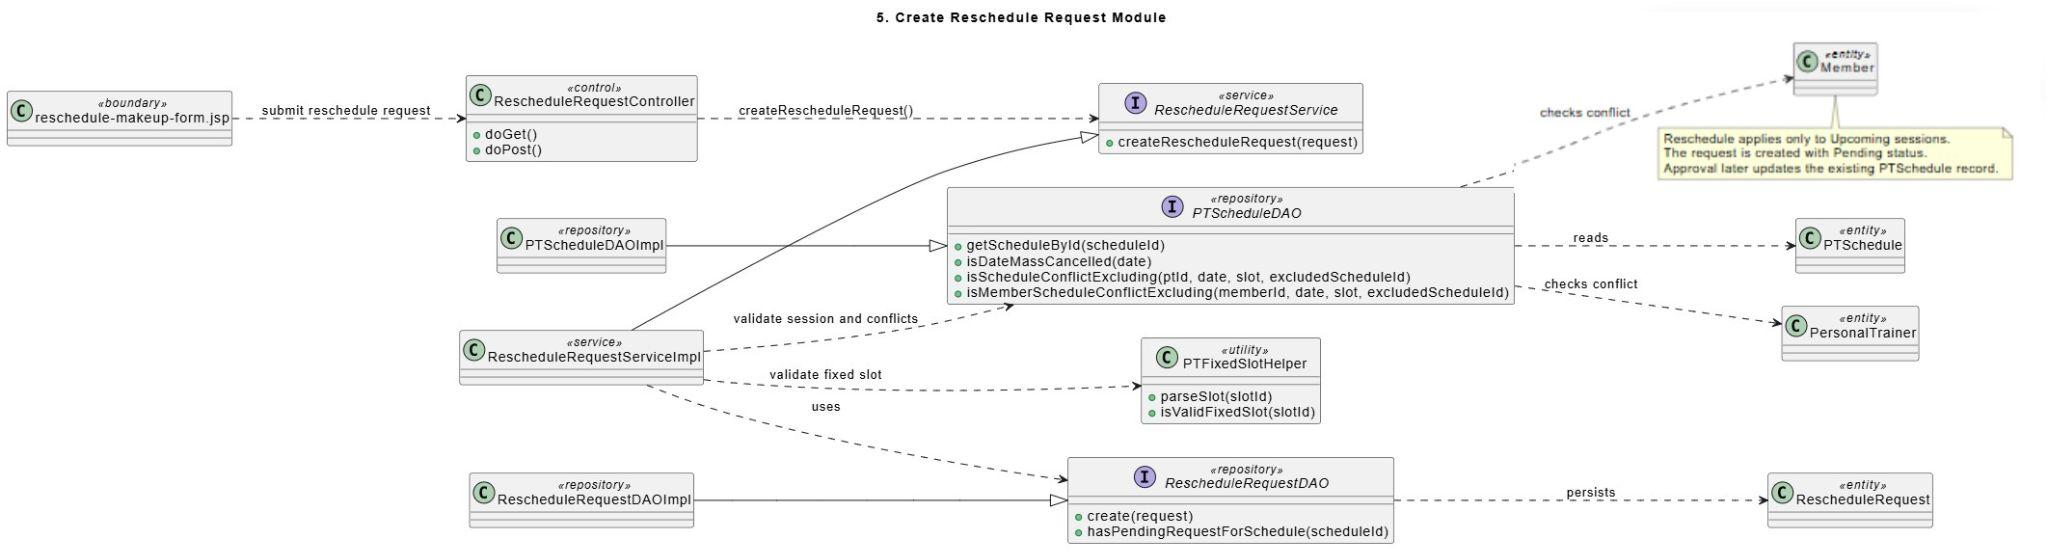 5. Create Reschedule Request Module
C
«boundary»
reschedule-makeup-form.jsp
submit reschedule request
C
«control»
RescheduleRequestController
doGet()
doPost()
createRescheduleRequest()
I
«service»
RescheduleRequestService
createRescheduleRequest(request)
checks conflict
C
«entity»
Member
Reschedule applies only to Upcoming sessions.
The request is created with Pending status.
Approval later updates the existing PTSchedule record.
C
«repository»
PTScheduleDAOImpl
I
«repository»
PTScheduleDAO
getScheduleById(scheduleId)
isDateMassCancelled(date)
isScheduleConflictExcluding(ptId, date, slot, excludedScheduleId)
isMemberScheduleConflictExcluding(memberId, date, slot, excludedScheduleId)
reads
C
«entity»
PTSchedule
checks conflict
C
«entity»
PersonalTrainer
C
«service»
RescheduleRequestServiceImpl
validate session and conflicts
validate fixed slot
uses
C
«utility»
PTFixedSlotHelper
parseSlot(slotId)
isValidFixedSlot(slotId)
C
«repository»
RescheduleRequestDAOImpl
I
«repository»
RescheduleRequestDAO
create(request)
hasPendingRequestForSchedule(scheduleId)
persists
C
«entity»
RescheduleRequest